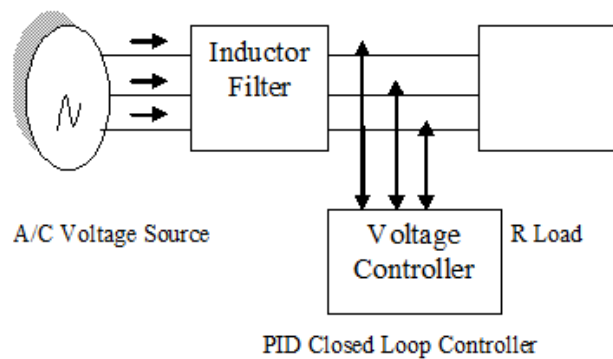 Inductor
Filter
A/C Voltage Source
Voltage
Controller
R Load
PID Closed Loop Controller